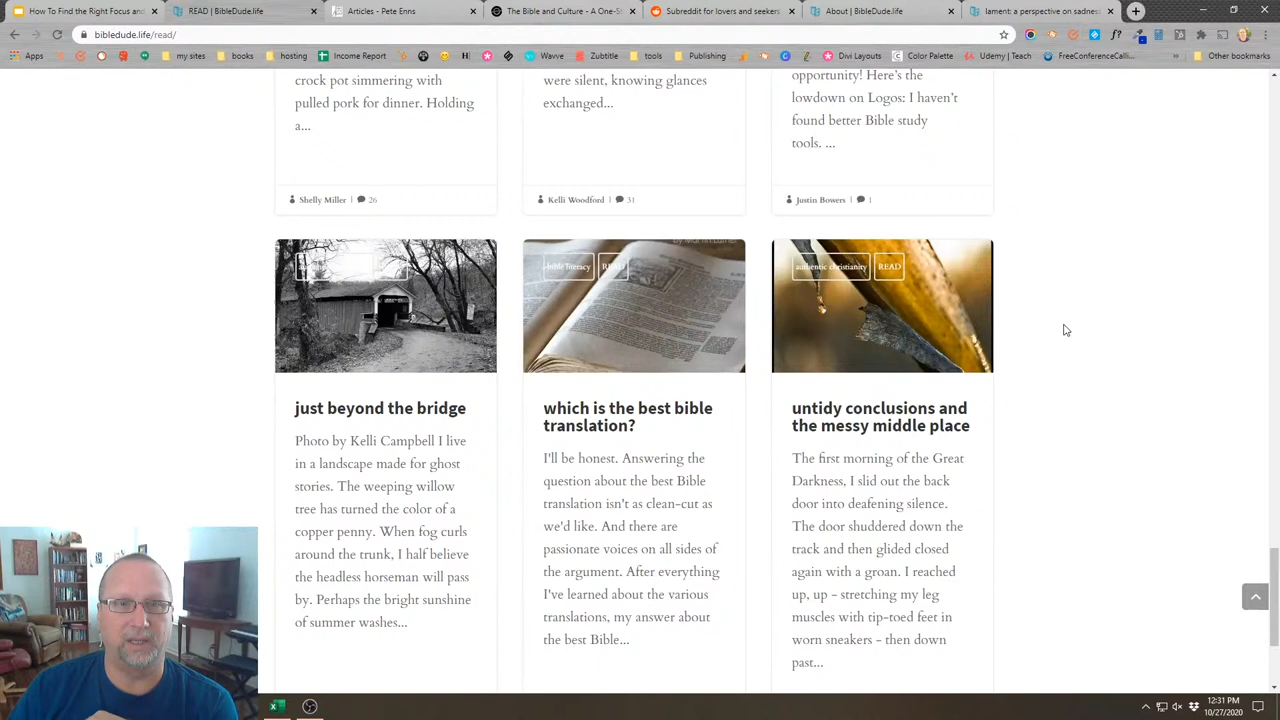 How To Find the Right Guest P
READ | BibleDude.life
Articles - Pete Enns
The Bible and Culture - A One-St
Subreddit for lovers and seekers
About | BibleDude.life
lament: a perspective on sadnes
bibledude.life/read/
Apps
my sites
business
hosting
Income Report
Wavve
Zubtitle
tools
Publishing
Divi Layouts
Color Palette
Udemy | Teach
FreeConferenceCalli...
Other bookmarks
crock pot simmering with
pulled pork for dinner. Holding
a...
Shelly Miller | 26
were silent, knowing glances
exchanged...
Kelli Woodford | 31
opportunity! Here's the
lowdown on Logos: I haven't
found better Bible study
tools. ...
Justin Bowers | 1
just beyond the bridge
Photo by Kelli Campbell I live
in a landscape made for ghost
stories. The weeping willow
tree has turned the color of a
copper penny. When fog curls
around the trunk, I half believe
the headless horseman will pass
by. Perhaps the bright sunshine
of summer washes...
bible literacy
READ
which is the best bible
translation?
I'll be honest. Answering the
question about the best Bible
translation isn't as clean-cut as
we'd like. And there are
passionate voices on all sides of
the argument. After everything
I've learned about the various
translations, my answer about
the best Bible...
authentic christianity
READ
untidy conclusions and
the messy middle place
The first morning of the Great
Darkness, I slid out the back
door into deafening silence.
The door shuddered down the
track and then glided closed
again with a groan. I reached
up, up - stretching my leg
muscles with tip-toed feet in
worn sneakers - then down
past...
12:31 PM
10/27/2020